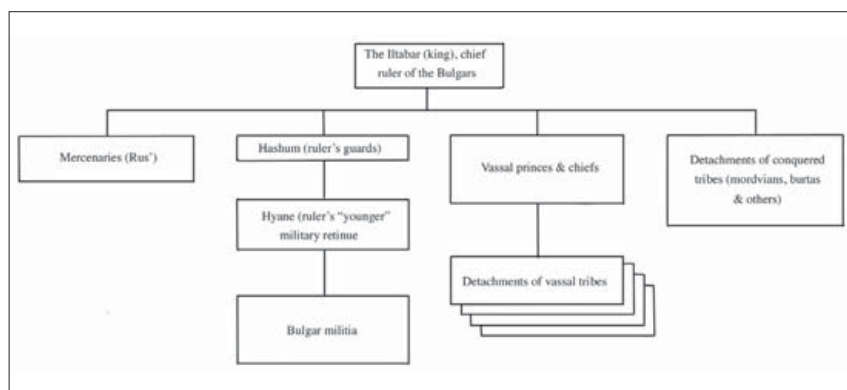 The Iltabar (king), chief
ruler of the Bulgars
Mercenaries (Rus')
Hashum (ruler's guards)
Vassal princes & chiefs
Detachments of conquered
tribes (mordvians, burtas
& others)
Hyane (ruler's "younger"
military retinue
Detachments of vassal tribes
Bulgar militia